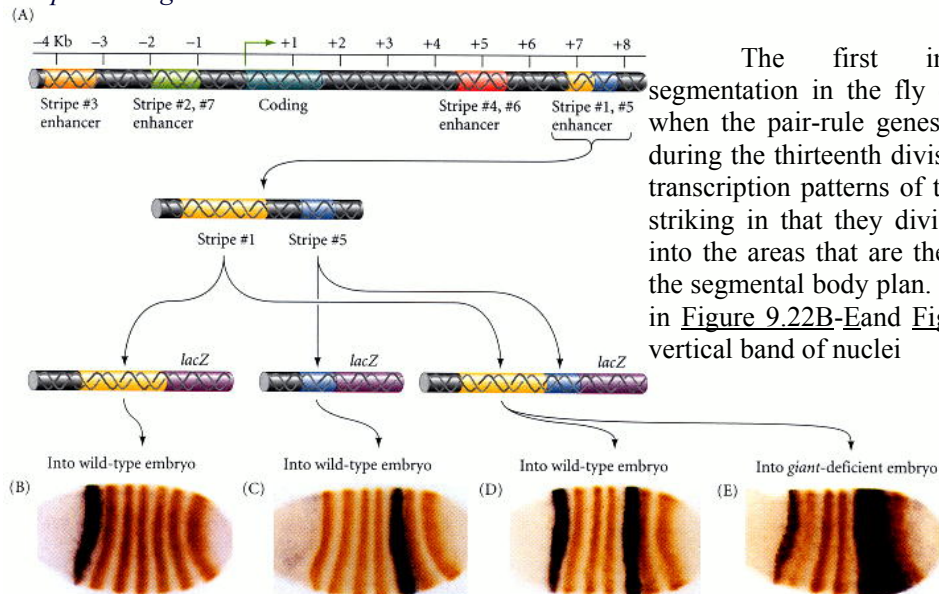 (A)
−4 Kb −3 −2 −1 +1 +2 +3 +4 +5 +6 +7 +8
Stripe #3
enhancer
Stripe #2, #7
enhancer
Coding
Stripe #4, #6
enhancer
Stripe #1, #5
enhancer
Stripe #1 Stripe #5
lacZ
lacZ
lacZ
Into wild-type embryo
Into wild-type embryo
Into wild-type embryo
Into giant-deficient embryo
(B)
(C)
(D)
(E)
The first in
segmentation in the fly
when the pair-rule genes
during the thirteenth divis
transcription patterns of t
striking in that they divi
into the areas that are the
the segmental body plan.
in Figure 9.22B-Eand Fig
vertical band of nuclei